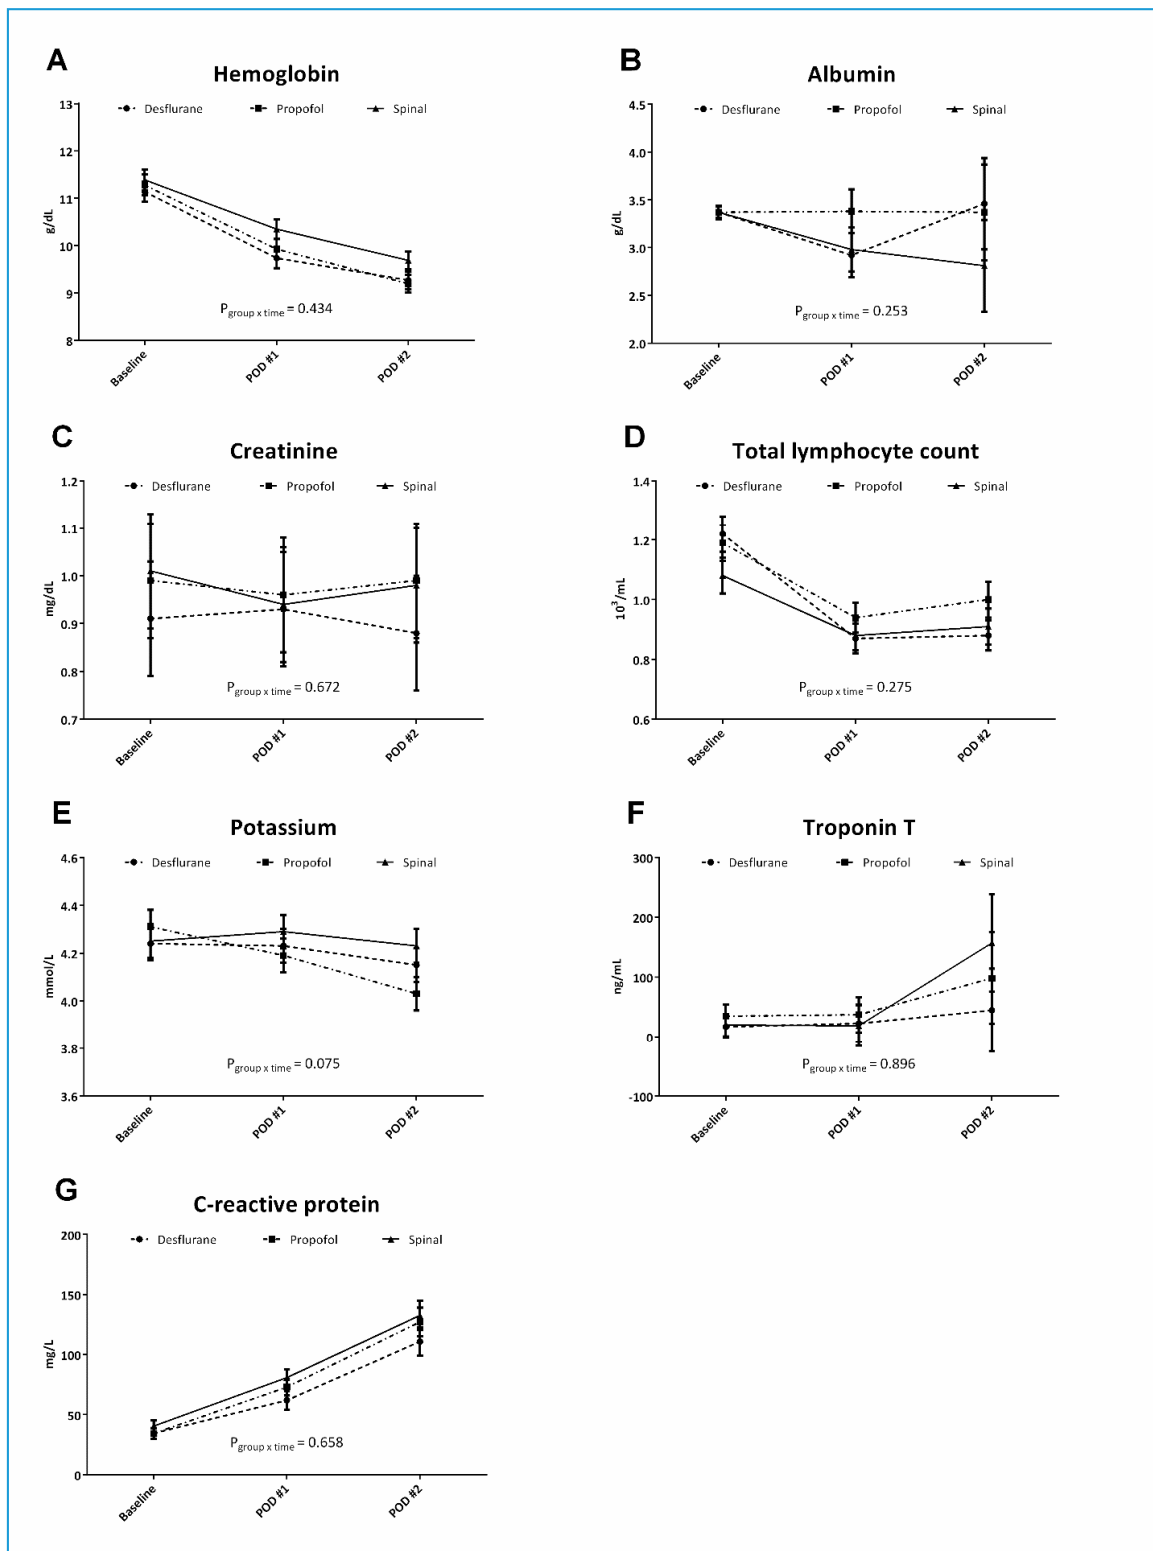 A
Hemoglobin
Desflurane Propofol Spinal
13
12
11
10
9
8
g/dL
P group x time = 0.434
Baseline
POD #1
POD #2
B
Albumin
Desflurane Propofol Spinal
4.5
4.0
3.5
3.0
2.5
2.0
g/dL
P group x time = 0.253
Baseline
POD #1
POD #2
C
Creatinine
Desflurane Propofol Spinal
1.2
1.1
1.0
0.9
0.8
0.7
mg/dL
P group x time = 0.672
Baseline
POD #1
POD #2
D
Total lymphocyte count
Desflurane Propofol Spinal
1.4
1.2
1.0
0.8
0.6
10³/mL
P group x time = 0.275
Baseline
POD #1
POD #2
E
Potassium
Desflurane Propofol Spinal
4.6
4.4
4.2
4.0
3.8
3.6
mmol/L
P group x time = 0.075
Baseline
POD #1
POD #2
F
Troponin T
Desflurane Propofol Spinal
300
200
100
0
-100
ng/mL
P group x time = 0.896
Baseline
POD #1
POD #2
G
C-reactive protein
Desflurane Propofol Spinal
200
150
100
50
0
mg/L
P group x time = 0.658
Baseline
POD #1
POD #2